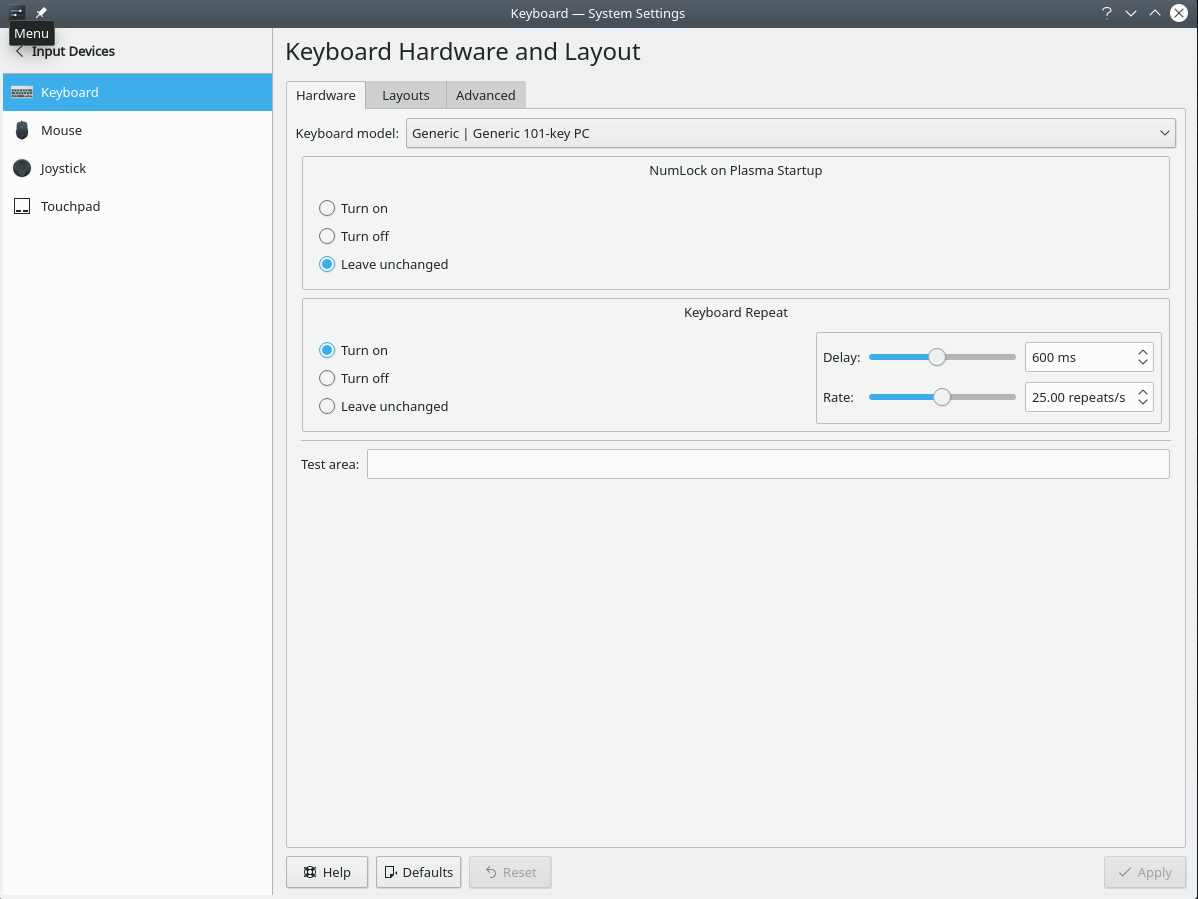 Keyboard — System Settings
Menu
Input Devices
Keyboard
Mouse
Joystick
Touchpad
Keyboard Hardware and Layout
Hardware Layouts Advanced
Keyboard model: Generic | Generic 101-key PC
NumLock on Plasma Startup
Turn on
Turn off
Leave unchanged
Keyboard Repeat
Turn on
Turn off
Leave unchanged
Delay: 600 ms
Rate: 25.00 repeats/s
Test area:
Help Defaults Reset Apply